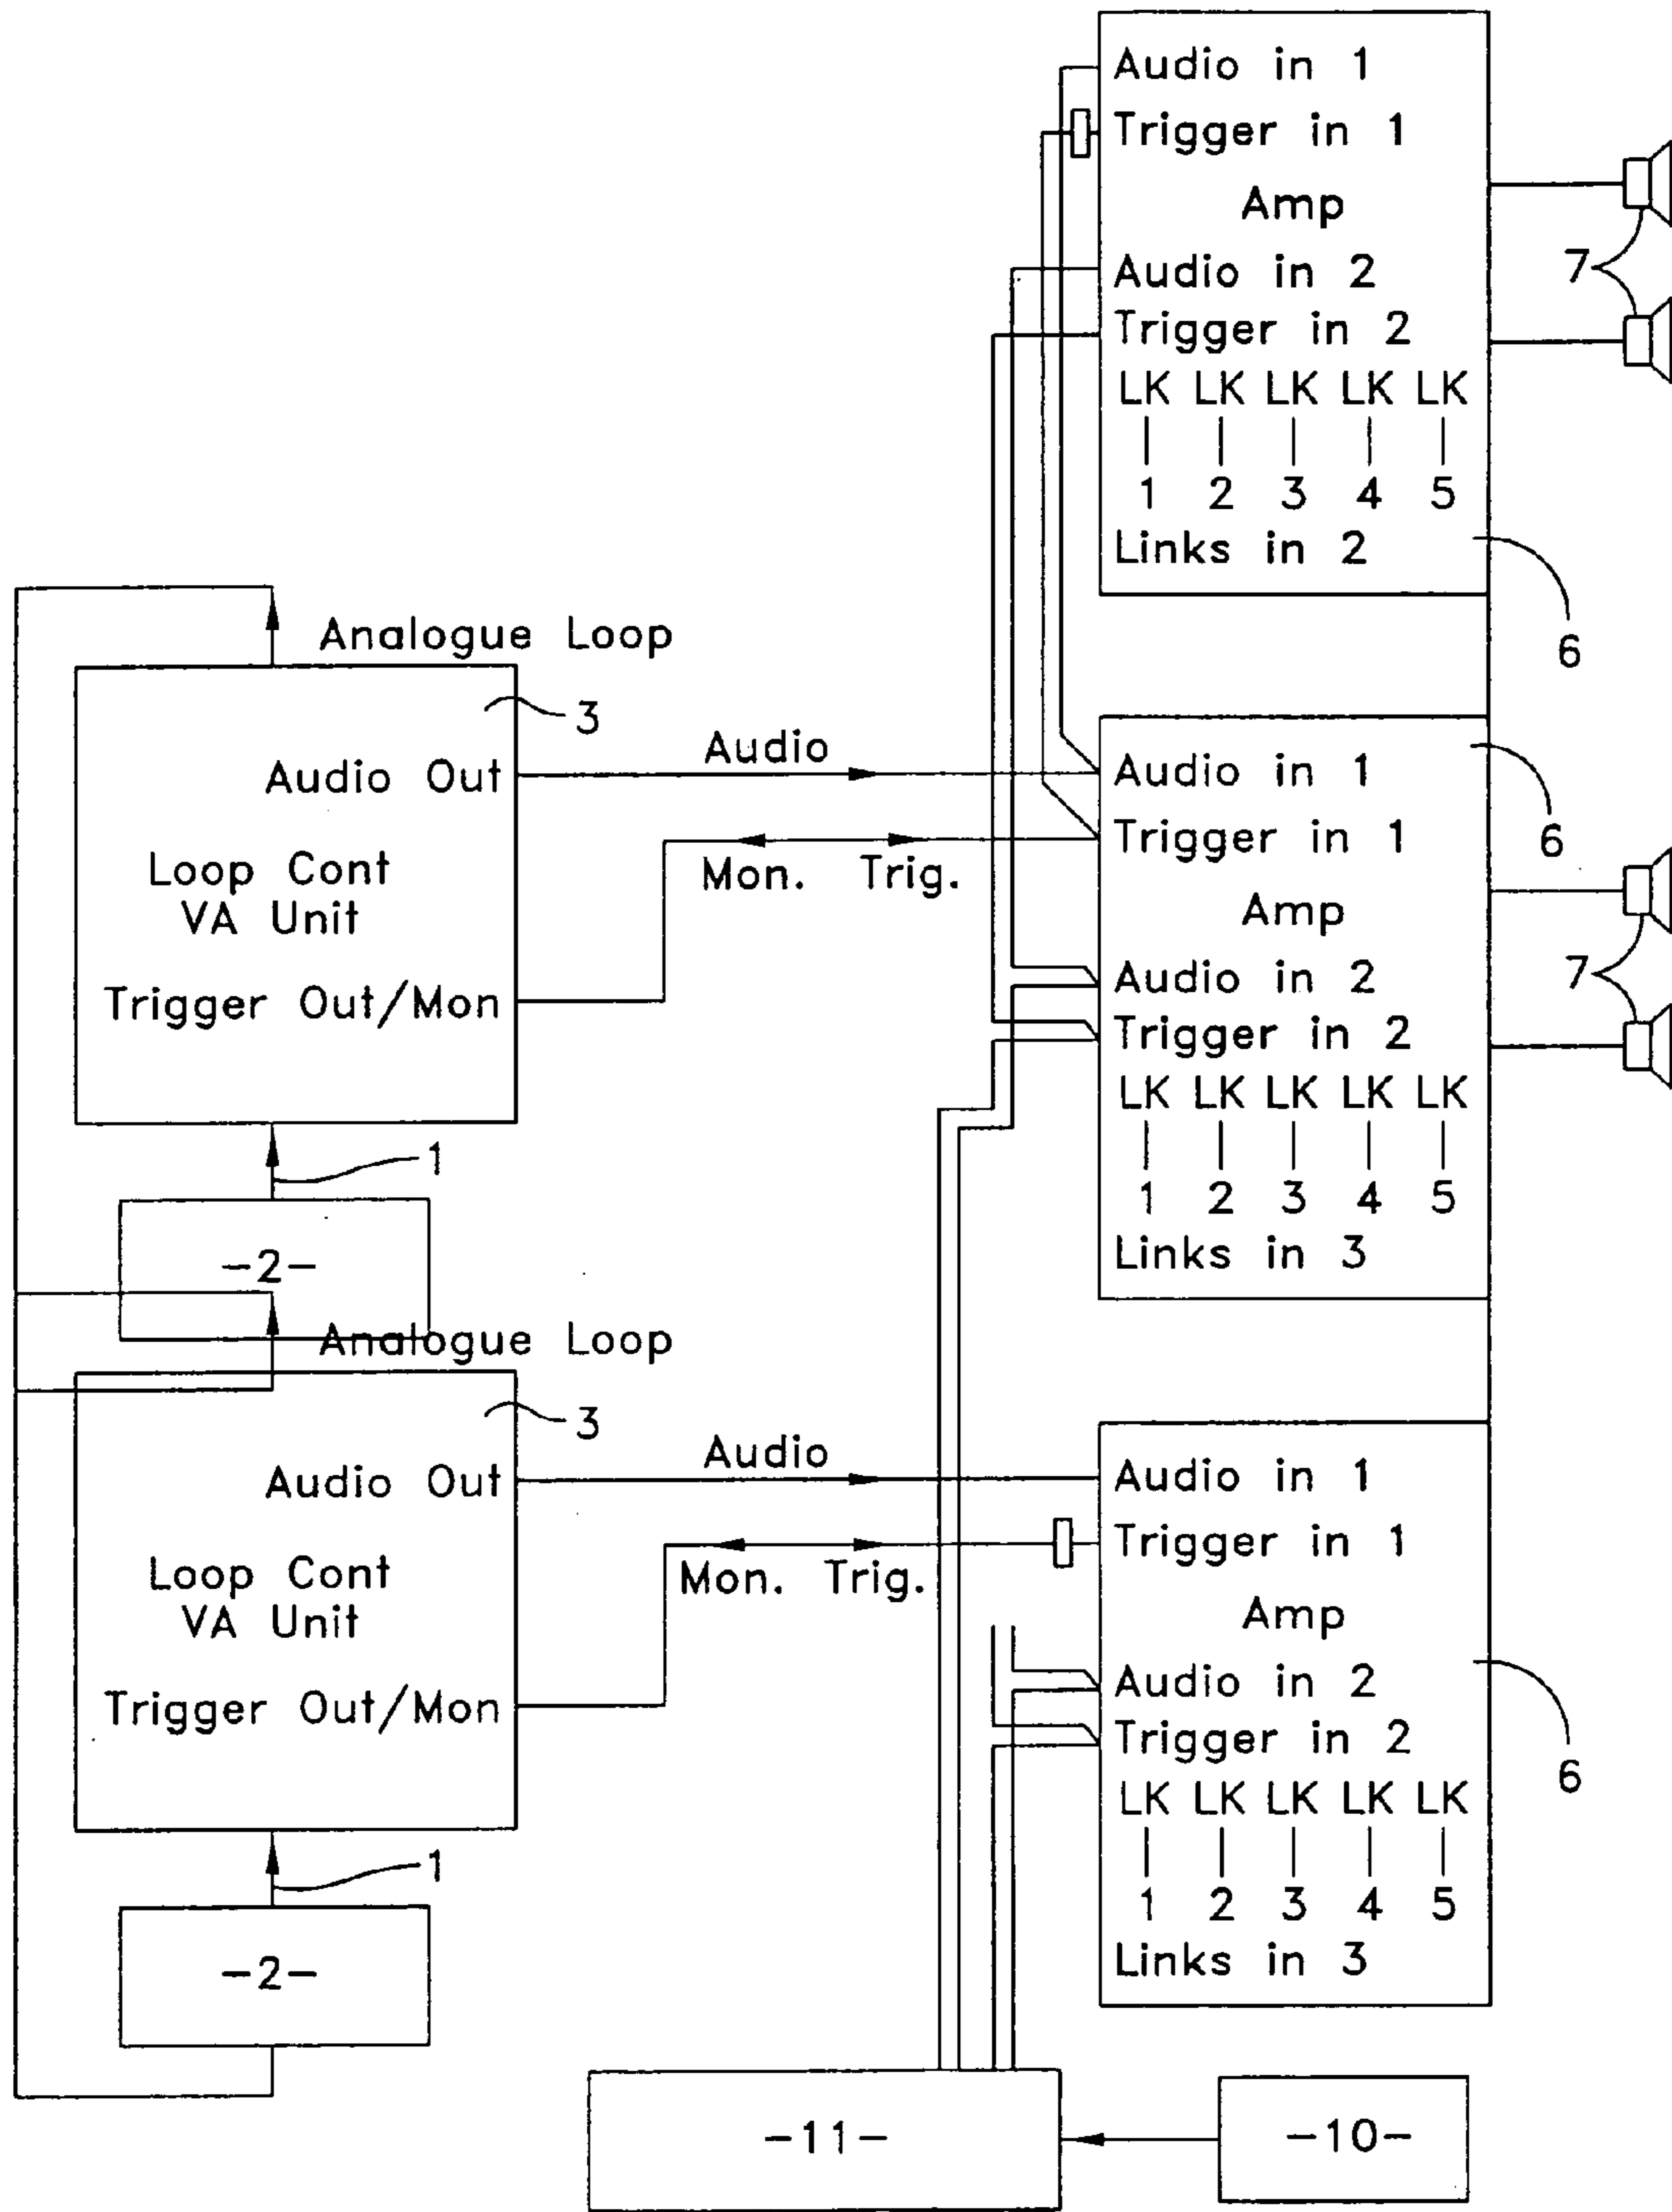 Audio in 1
Trigger in 1
Amp
Audio in 2
Trigger in 2
LK LK LK LK LK
1 2 3 4 5
Links in 2
7
6
Analogue Loop
3
Audio Out
Loop Cont
VA Unit
Trigger Out/Mon
1
-2-
Audio
Mon. Trig.
Audio in 1
Trigger in 1
Amp
Audio in 2
Trigger in 2
LK LK LK LK LK
1 2 3 4 5
Links in 3
6
7
Analogue Loop
3
Audio Out
Loop Cont
VA Unit
Trigger Out/Mon
1
-2-
Audio
Mon. Trig.
Audio in 1
Trigger in 1
Amp
Audio in 2
Trigger in 2
LK LK LK LK LK
1 2 3 4 5
Links in 3
6
-11-
-10-